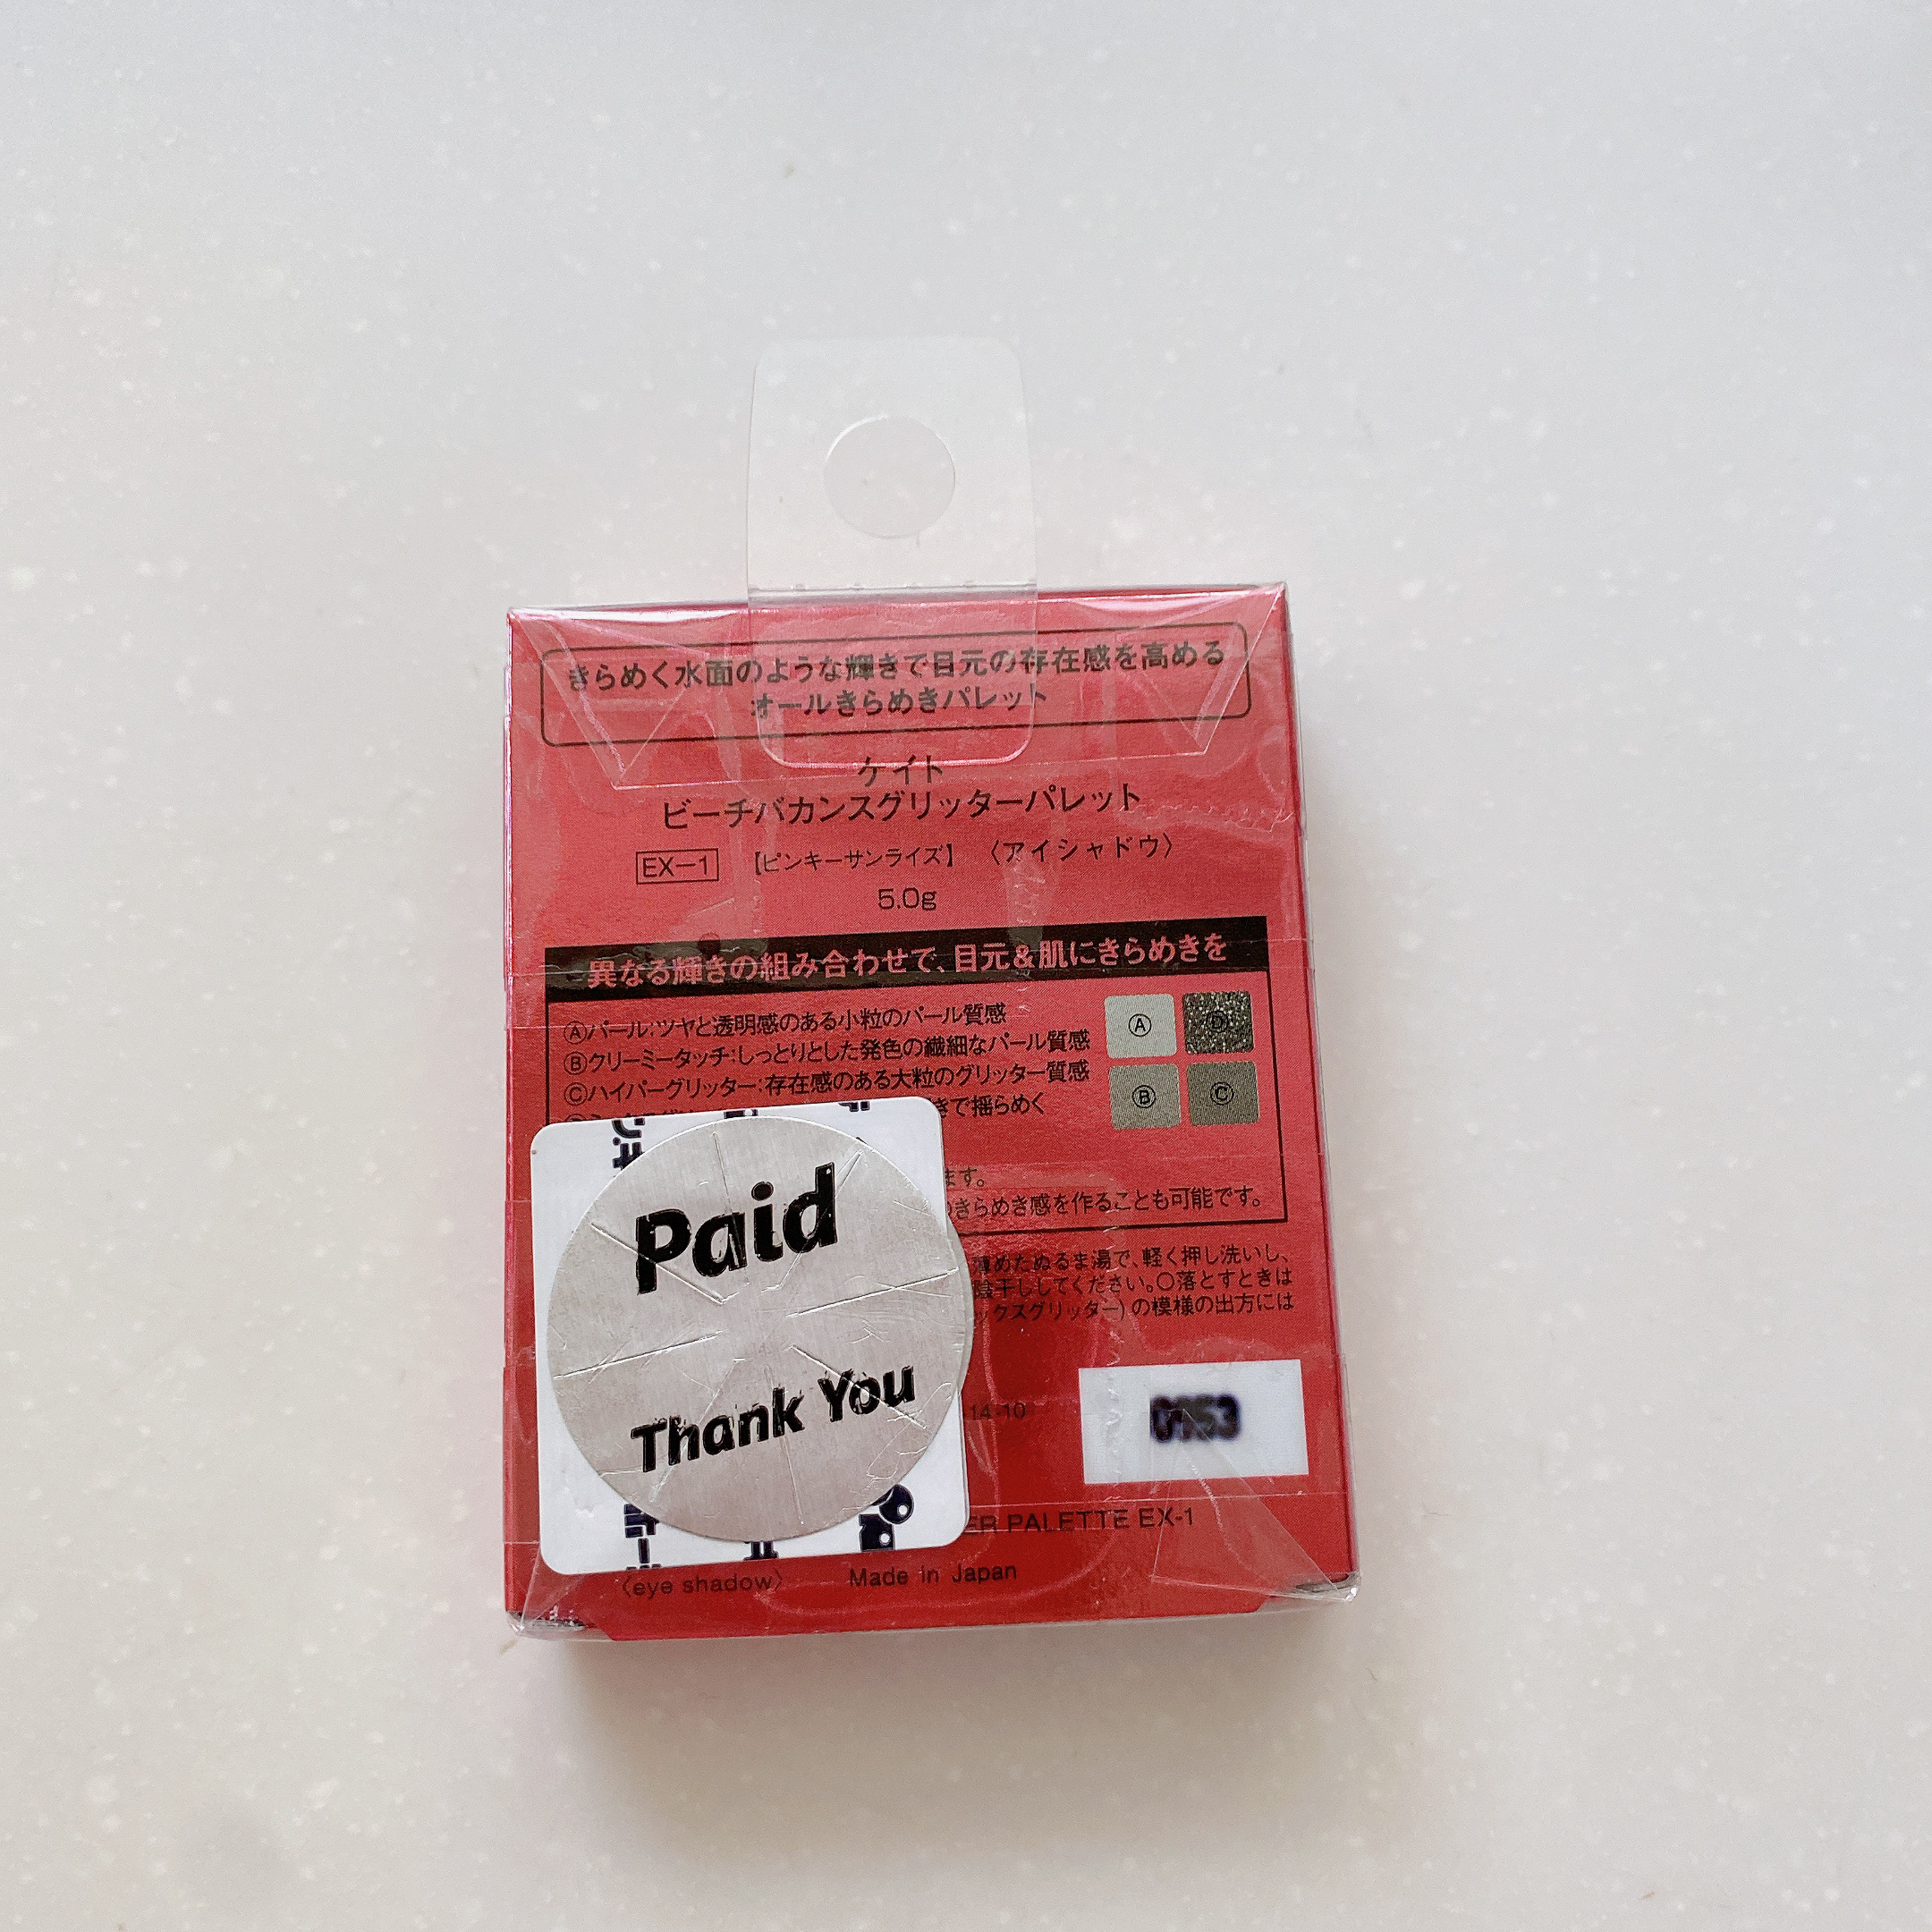 きらめく水面のような輝きで目元の存在感を高める
オールきらめきパレット
ケイト
ビーチバカンスグリッターパレット
EX-1 【ピンキーサンライズ】 〈アイシャドウ〉
5.0g
異なる輝きの組み合わせで、目元&肌にきらめきを
Ⓐパール:ツヤと透明感のある小粒のパール質感
Ⓑクリーミータッチ:しっとりとした発色の繊細なパール質感
Ⓒハイパーグリッター:存在感のある大粒のグリッター質感
きで揺らめく
Ⓐ Ⓓ
Ⓑ Ⓒ
ます。
きらめき感を作ることも可能です。
薄めたぬるま湯で、軽く押し洗いし、
陰干ししてください。〇落とすときは
ックスグリッター)の模様の出方には
Paid
Thank You
14-10
ER PALETTE EX-1
〈eye shadow〉 Made in Japan